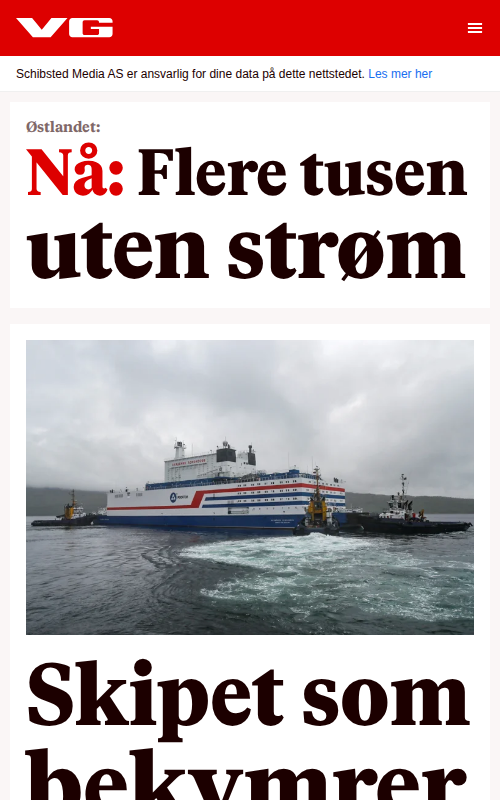 VG
Schibsted Media AS er ansvarlig for dine data på dette nettstedet. Les mer her
Østlandet:
Nå: Flere tusen
uten strøm
Skipet som
bekymrer